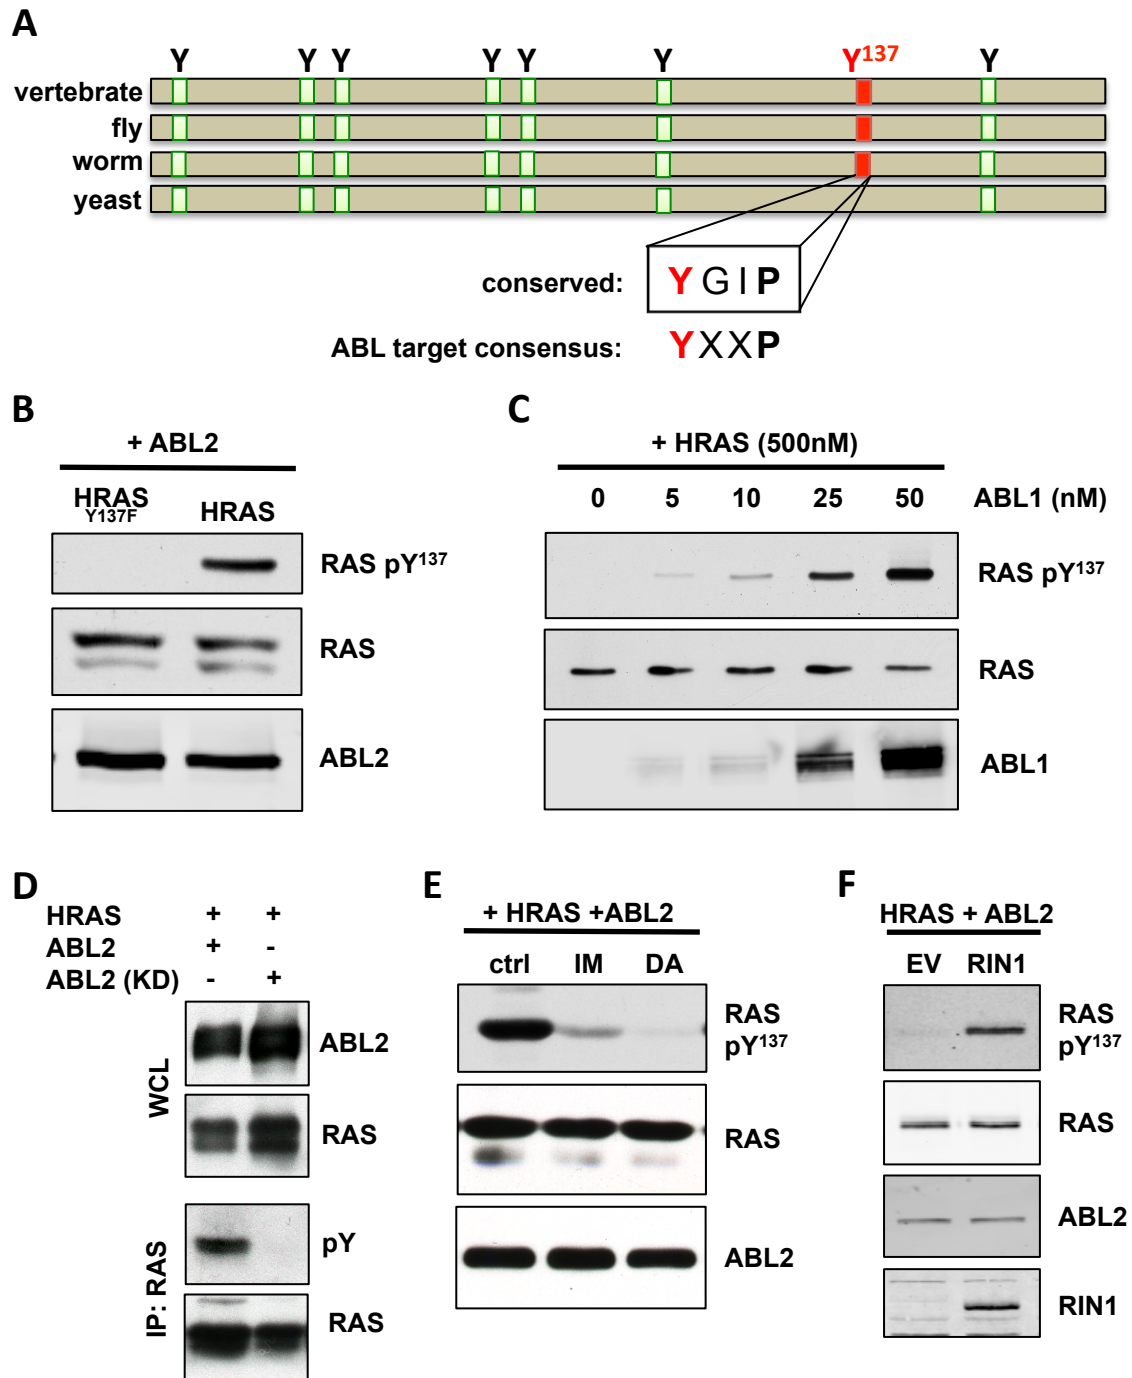 A
Y Y Y Y Y Y Y137 Y
vertebrate
fly
worm
yeast
conserved: Y G I P
ABL target consensus: YXXP
B
+ ABL2
HRAS Y137F HRAS
RAS pY137
RAS
ABL2
C
+ HRAS (500nM)
0 5 10 25 50 ABL1 (nM)
RAS pY137
RAS
ABL1
D
HRAS + +
ABL2 + -
ABL2 (KD) - +
WCL
ABL2
RAS
IP: RAS
pY
RAS
E
+ HRAS +ABL2
ctrl IM DA
RAS
pY137
RAS
ABL2
F
HRAS + ABL2
EV RIN1
RAS
pY137
RAS
ABL2
RIN1